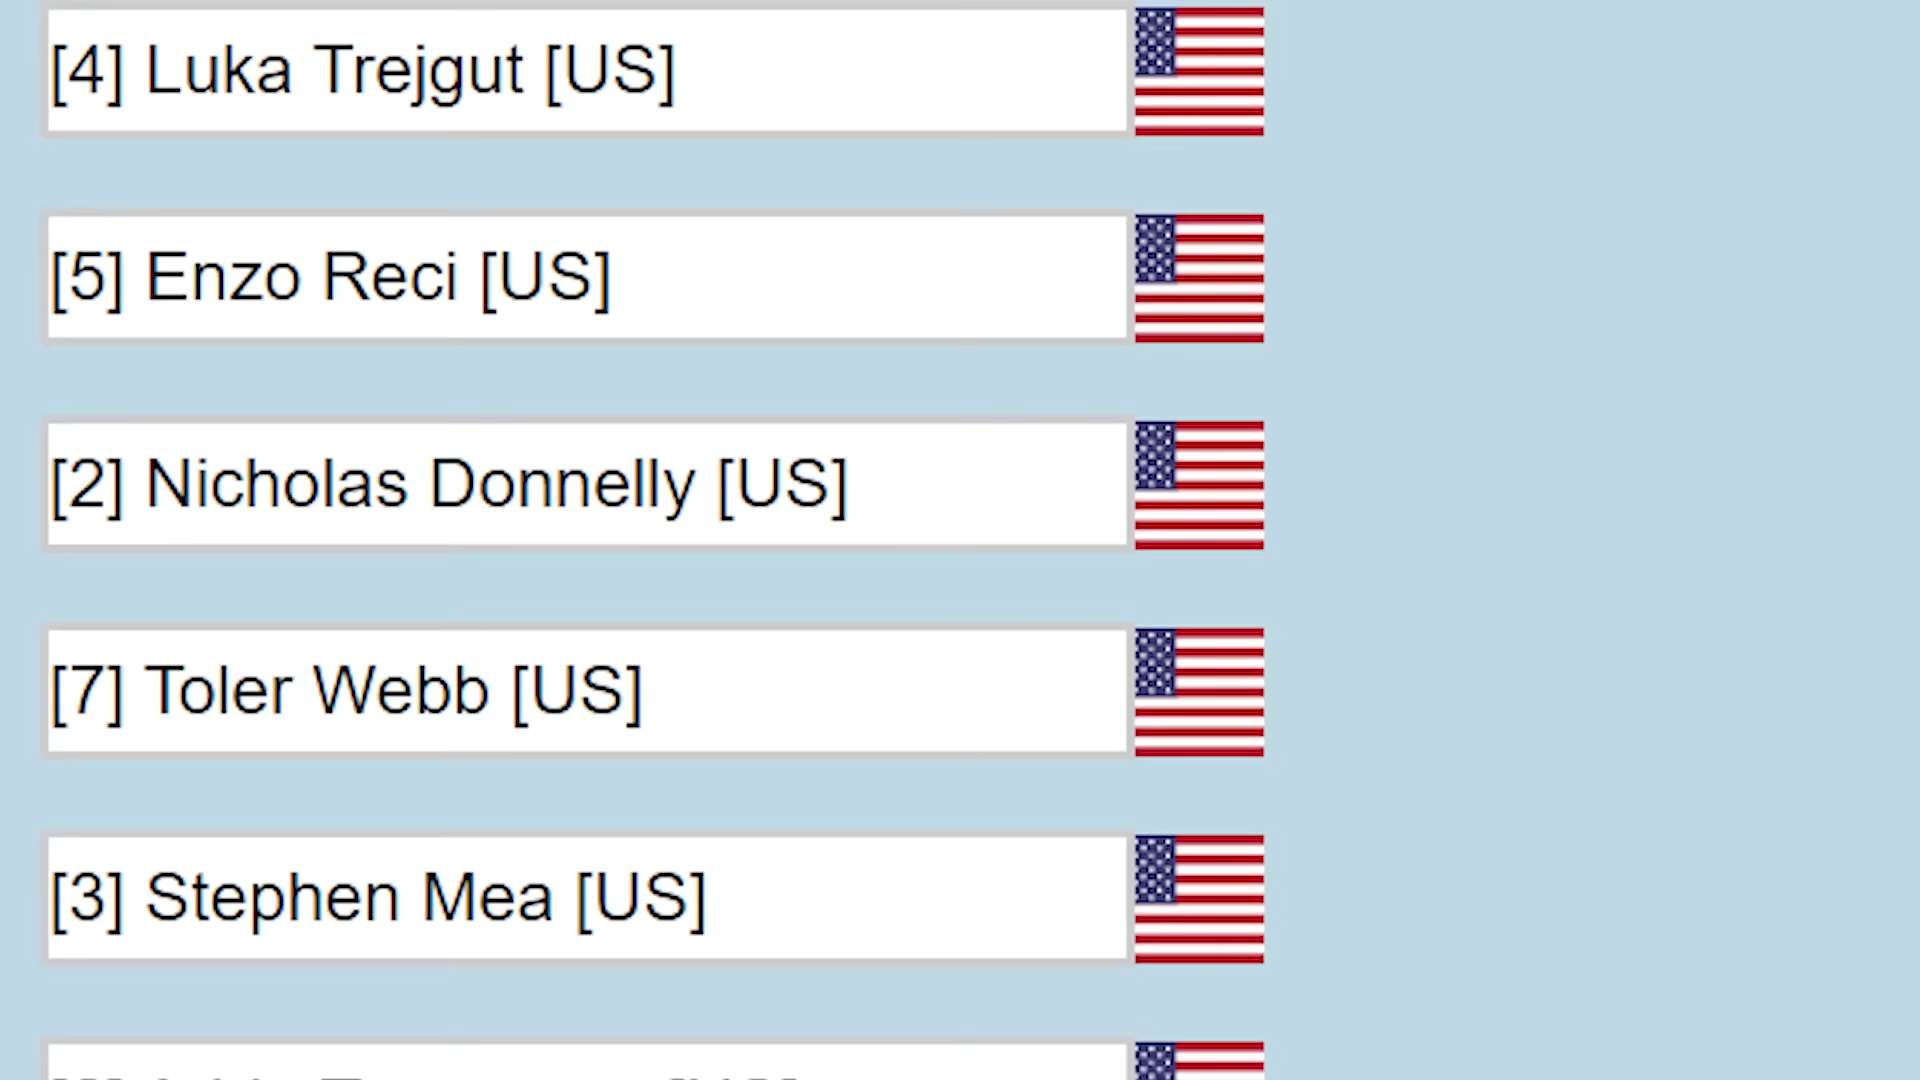 [4] Luka Trejgut [US]
[5] Enzo Reci [US]
[2] Nicholas Donnelly [US]
[7] Toler Webb [US]
[3] Stephen Mea [US]